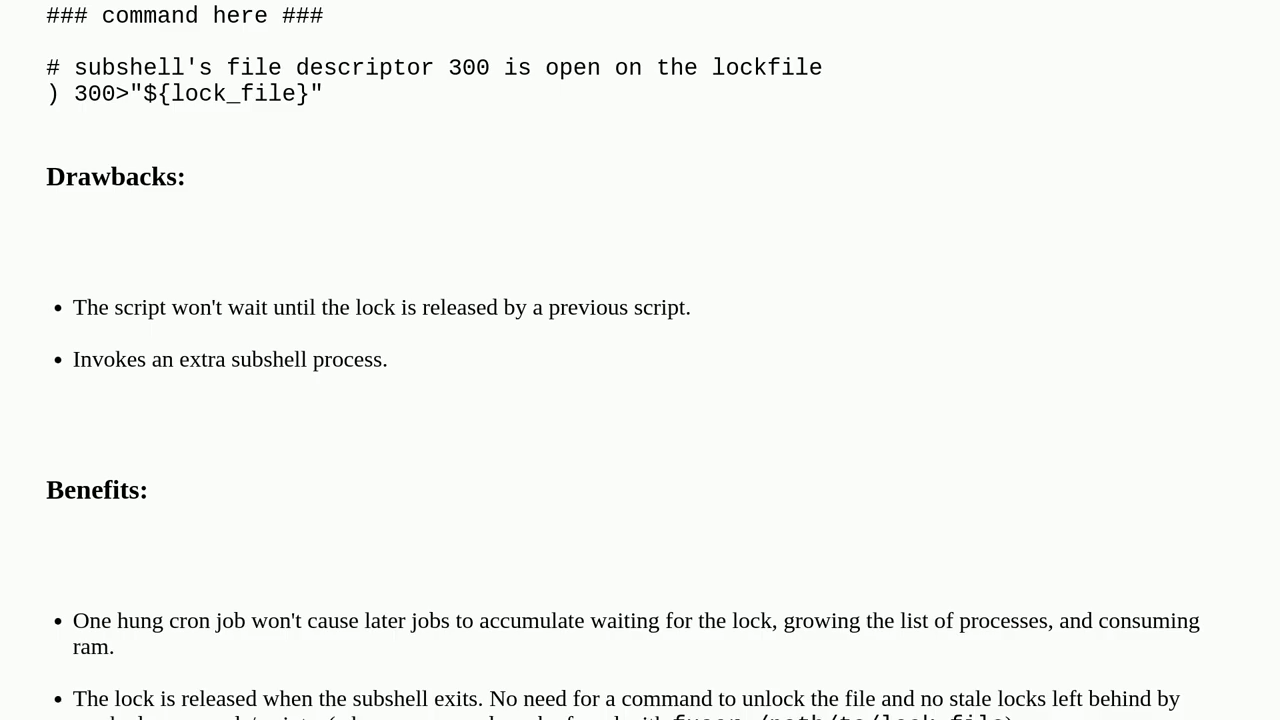 ### command here ###
# subshell's file descriptor 300 is open on the lockfile
) 300>"${lock_file}"
Drawbacks:
• The script won't wait until the lock is released by a previous script.
• Invokes an extra subshell process.
Benefits:
• One hung cron job won't cause later jobs to accumulate waiting for the lock, growing the list of processes, and consuming
ram.
• The lock is released when the subshell exits. No need for a command to unlock the file and no stale locks left behind by